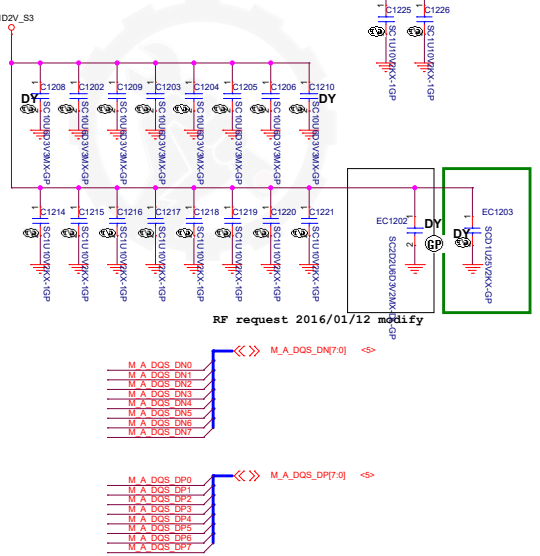 C1225
C1226
SC1U10V2KX-1GP
SC1U10V2KX-1GP
1D2V_S3
C1208
C1202
C1209
C1203
C1204
C1205
C1206
C1210
DY
DY
SC10U6D3V3MX-GP
SC10U6D3V3MX-GP
SC10U6D3V3MX-GP
SC10U6D3V3MX-GP
SC10U6D3V3MX-GP
SC10U6D3V3MX-GP
SC10U6D3V3MX-GP
SC10U6D3V3MX-GP
C1214
C1215
C1216
C1217
C1218
C1219
C1220
C1221
SC1U10V2KX-1GP
SC1U10V2KX-1GP
SC1U10V2KX-1GP
SC1U10V2KX-1GP
SC1U10V2KX-1GP
SC1U10V2KX-1GP
SC1U10V2KX-1GP
SC1U10V2KX-1GP
EC1202
DY
GP
EC1203
DY
SCD1U25V2KX-GP
RF request 2016/01/12 modify
M_A_DQS_DN[7:0] <5>
M_A_DQS_DN0
M_A_DQS_DN1
M_A_DQS_DN2
M_A_DQS_DN3
M_A_DQS_DN4
M_A_DQS_DN5
M_A_DQS_DN6
M_A_DQS_DN7
M_A_DQS_DP[7:0] <5>
M_A_DQS_DP0
M_A_DQS_DP1
M_A_DQS_DP2
M_A_DQS_DP3
M_A_DQS_DP4
M_A_DQS_DP5
M_A_DQS_DP6
M_A_DQS_DP7